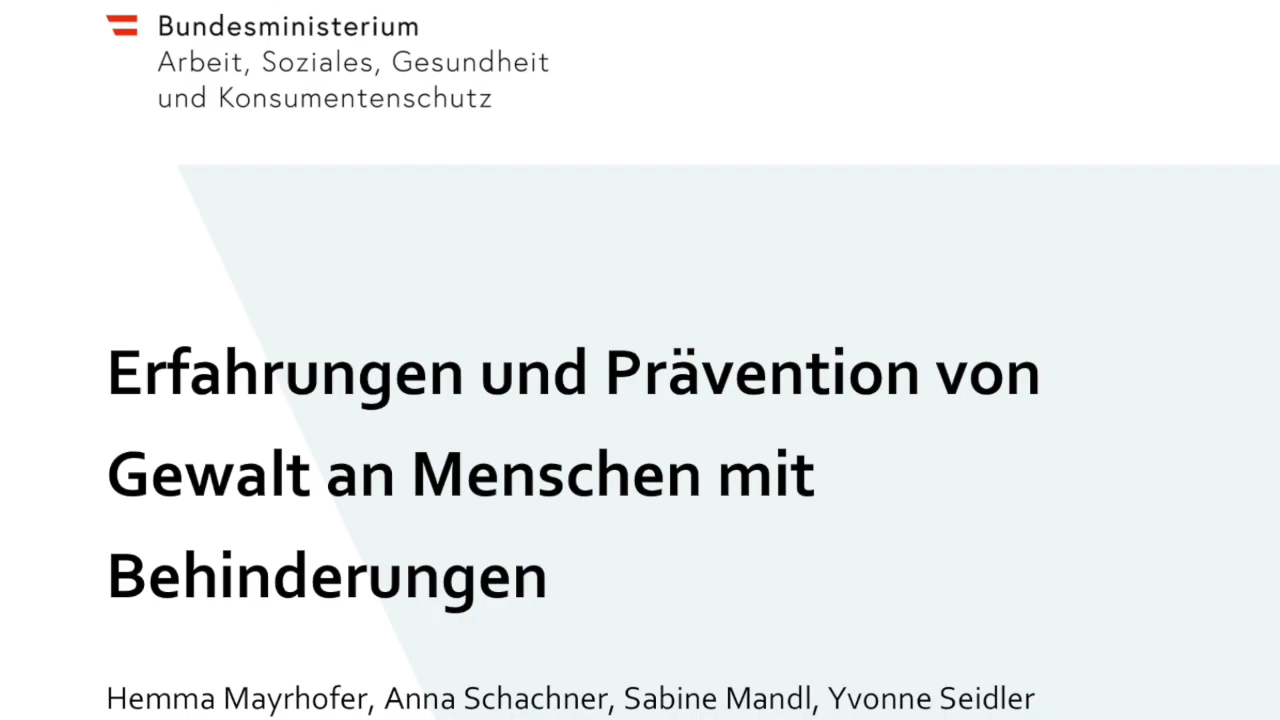 Bundesministerium
Arbeit, Soziales, Gesundheit
und Konsumentenschutz
Erfahrungen und Prävention von
Gewalt an Menschen mit
Behinderungen
Hemma Mayrhofer, Anna Schachner, Sabine Mandl, Yvonne Seidler